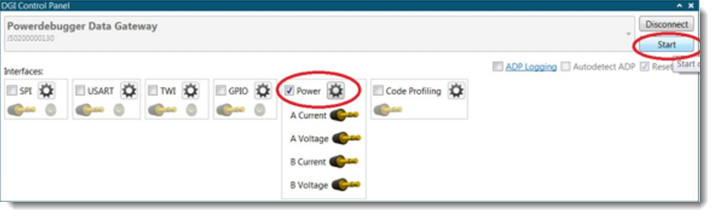 DGI Control Panel
Powerdebugger Data Gateway
J50200000130
Disconnect
Start
ADP Logging Autodetect ADP Reset
Start
Interfaces:
SPI USART TWI GPIO Power Code Profiling
A Current
A Voltage
B Current
B Voltage